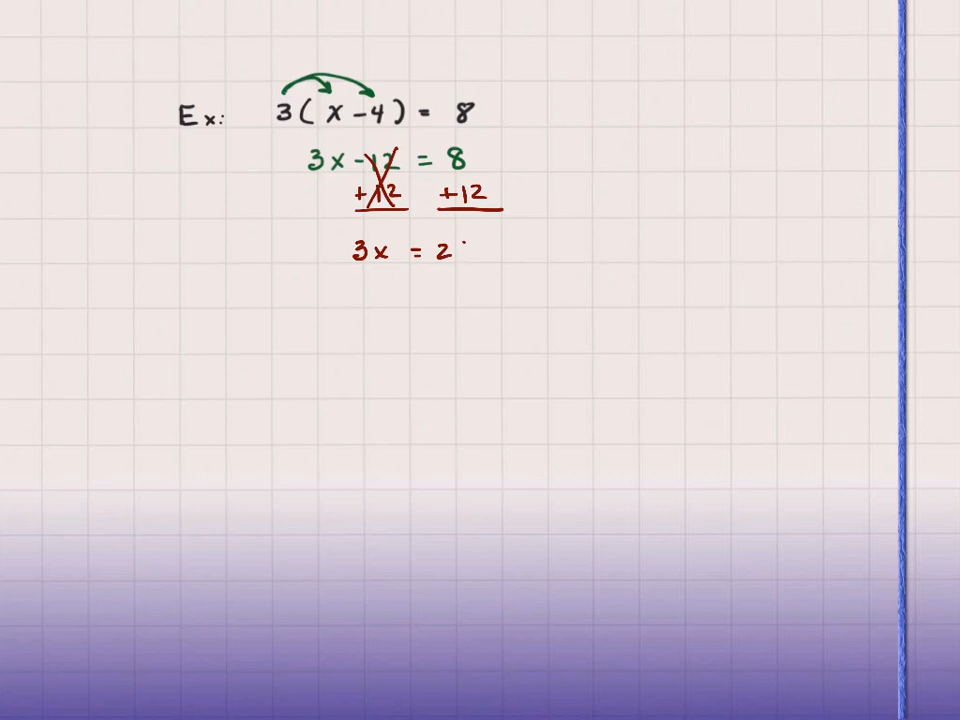 Ex: 3(x-4) = 8
3x-12 = 8
+12 +12
3x = 2